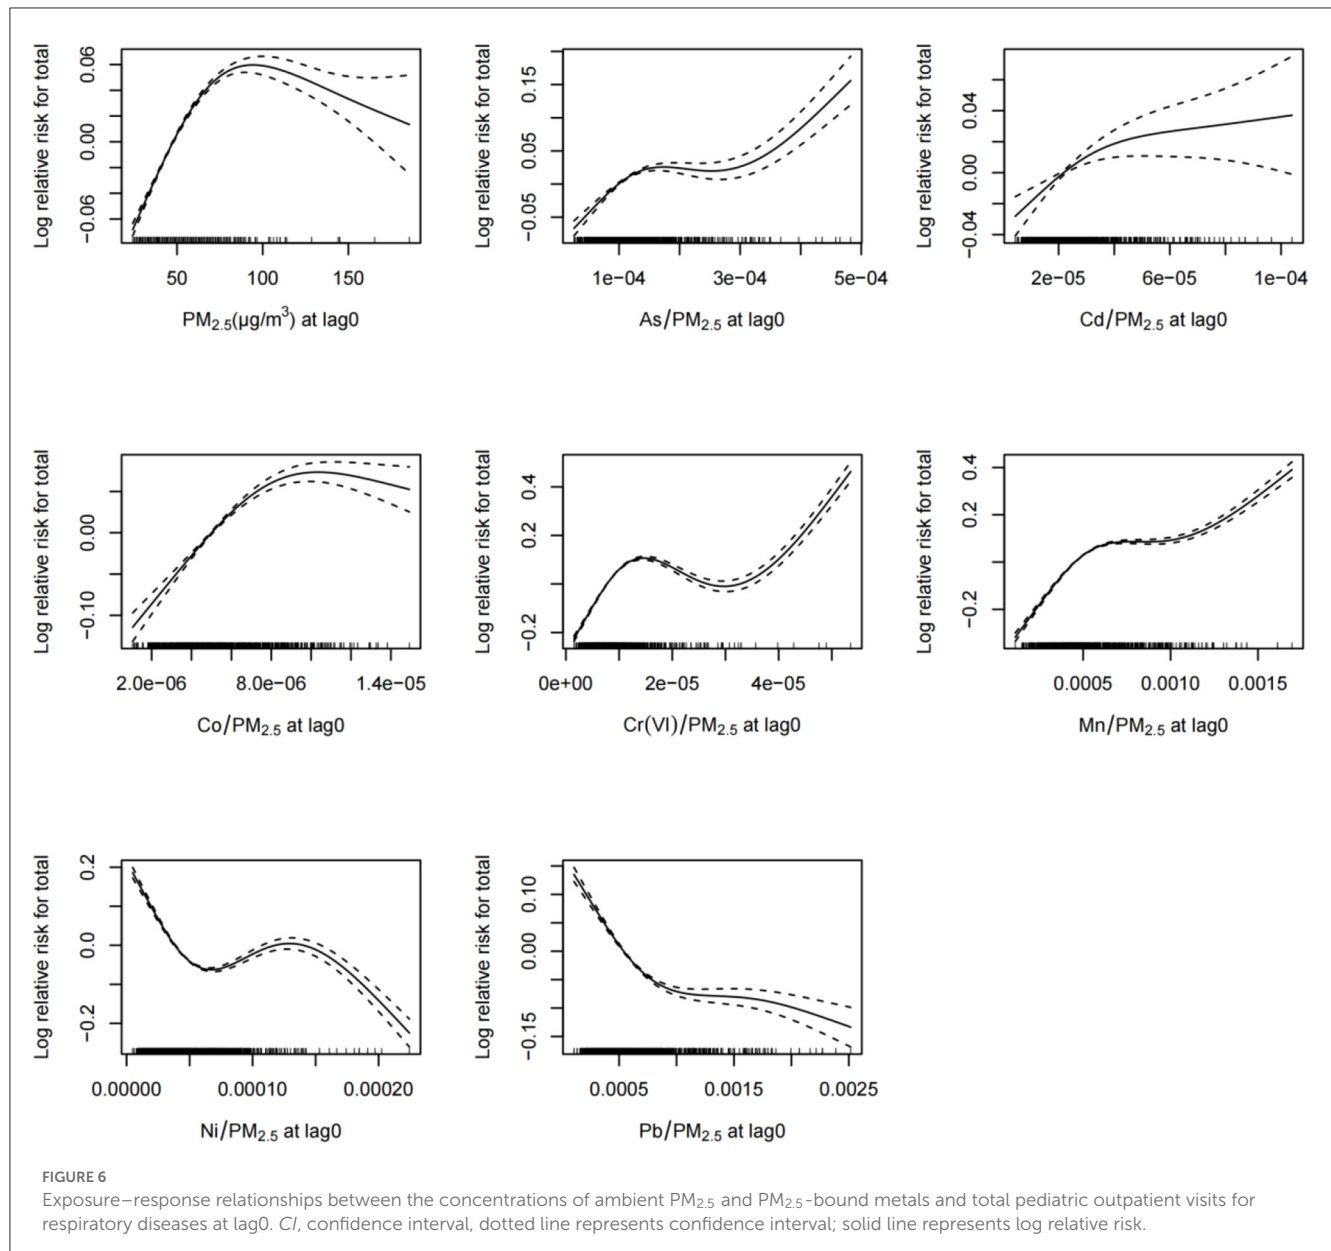 Log relative risk for total
0.06
0.00
−0.06
50
100
150
PM2.5(μg/m3) at lag0
Log relative risk for total
0.15
0.05
−0.05
1e−04
3e−04
5e−04
As/PM2.5 at lag0
Log relative risk for total
0.04
0.00
−0.04
2e−05
6e−05
1e−04
Cd/PM2.5 at lag0
Log relative risk for total
0.00
−0.10
2.0e−06
8.0e−06
1.4e−05
Co/PM2.5 at lag0
Log relative risk for total
0.4
0.2
−0.2
0e+00
2e−05
4e−05
Cr(VI)/PM2.5 at lag0
Log relative risk for total
0.4
0.2
−0.2
0.0005
0.0010
0.0015
Mn/PM2.5 at lag0
Log relative risk for total
0.2
0.0
−0.2
0.00000
0.00010
0.00020
Ni/PM2.5 at lag0
Log relative risk for total
0.10
0.00
−0.15
0.0005
0.0015
0.0025
Pb/PM2.5 at lag0
FIGURE 6
Exposure–response relationships between the concentrations of ambient PM2.5 and PM2.5-bound metals and total pediatric outpatient visits for
respiratory diseases at lag0. CI, confidence interval, dotted line represents confidence interval; solid line represents log relative risk.